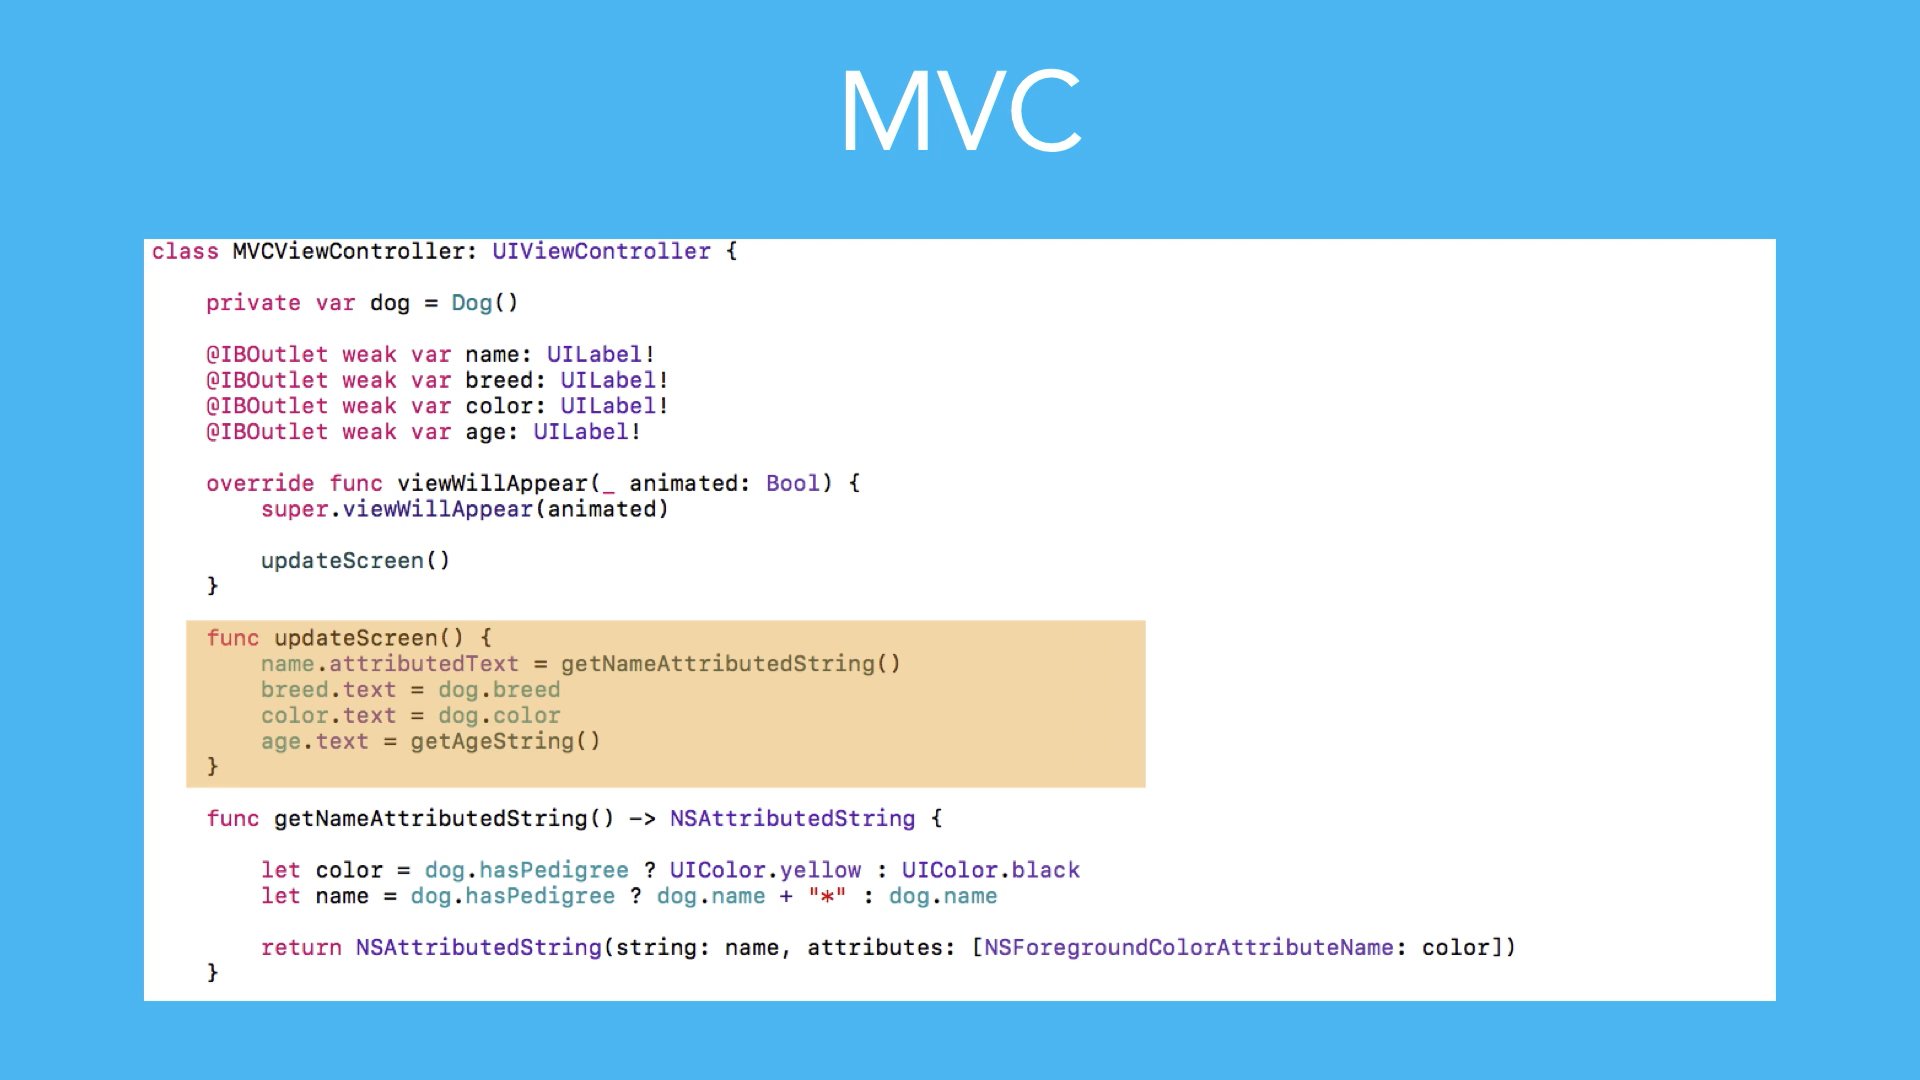 MVC
class MVCViewController: UIViewController {
private var dog = Dog()
@IBOutlet weak var name: UILabel!
@IBOutlet weak var breed: UILabel!
@IBOutlet weak var color: UILabel!
@IBOutlet weak var age: UILabel!
override func viewWillAppear(_ animated: Bool) {
super.viewWillAppear(animated)
updateScreen()
}
func updateScreen() {
name.attributedText = getNameAttributedString()
breed.text = dog.breed
color.text = dog.color
age.text = getAgeString()
}
func getNameAttributedString() -> NSAttributedString {
let color = dog.hasPedigree ? UIColor.yellow : UIColor.black
let name = dog.hasPedigree ? dog.name + "*" : dog.name
return NSAttributedString(string: name, attributes: [NSForegroundColorAttributeName: color])
}